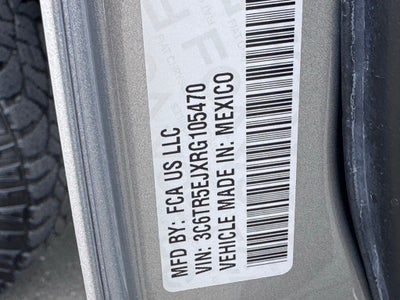 MFD BY: FCA US LLC
VIN: 3C6TR5EJXRG105470
VEHICLE MADE IN: MEXICO